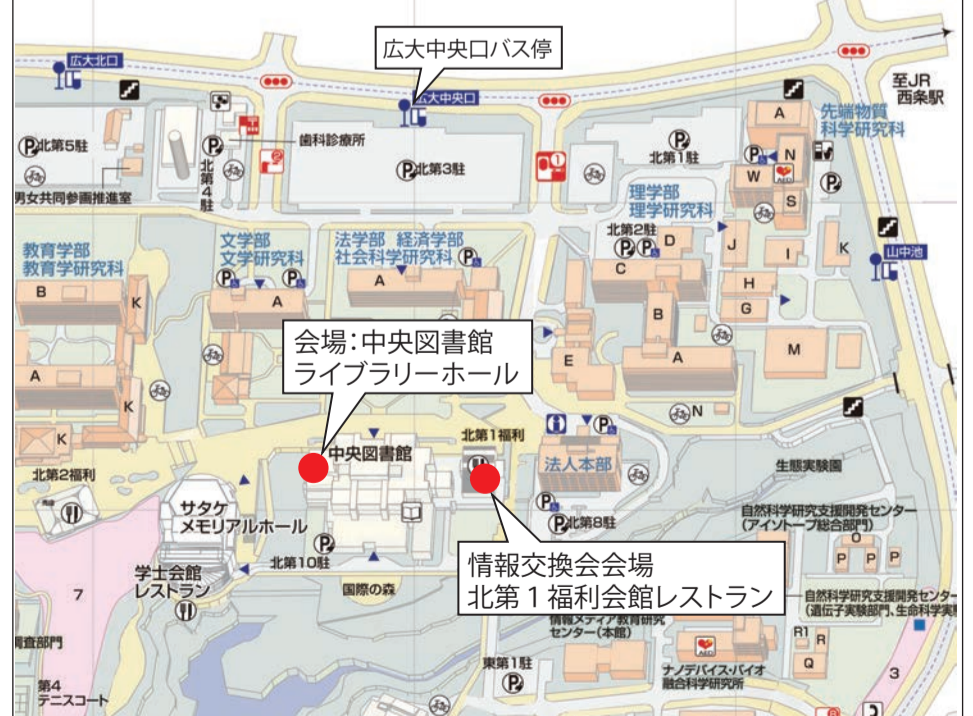 広大中央口バス停
広大北口
広大中央口
至JR
西条駅
先端物質
科学研究科
A
N
W
S
AED
P北第5駐
北第4駐
歯科診療所
2
P北第3駐
1
北第1駐
P
P
P
男女共同参画推進室
理学部
理学研究科
北第2駐
P
P
D
J
I
K
山中池
教育学部
教育学研究科
文学部
文学研究科
法学部 経済学部
社会科学研究科
P
P
P
B
K
A
A
C
H
G
B
E
A
M
A
K
K
会場:中央図書館
ライブラリーホール
N
P
北第1福利
中央図書館
法人本部
北第2福利
生態実験園
サタケ
メモリアルホール
自然科学研究支援開発センター
(アイソトープ総合部門)
O
P
P
P
P
P北第8駐
P
北第10駐
学士会館
レストラン
国際の森
情報交換会会場
北第1福利会館レストラン
自然科学研究支援開発センター
(遺伝子実験部門、生命科学実
7
情報メディア教育研究
センター(本館)
R1
R
Q
AED
調査部門
東第1駐
P
ナノデバイス・バイオ
融合科学研究所
3
第4
テニスコート